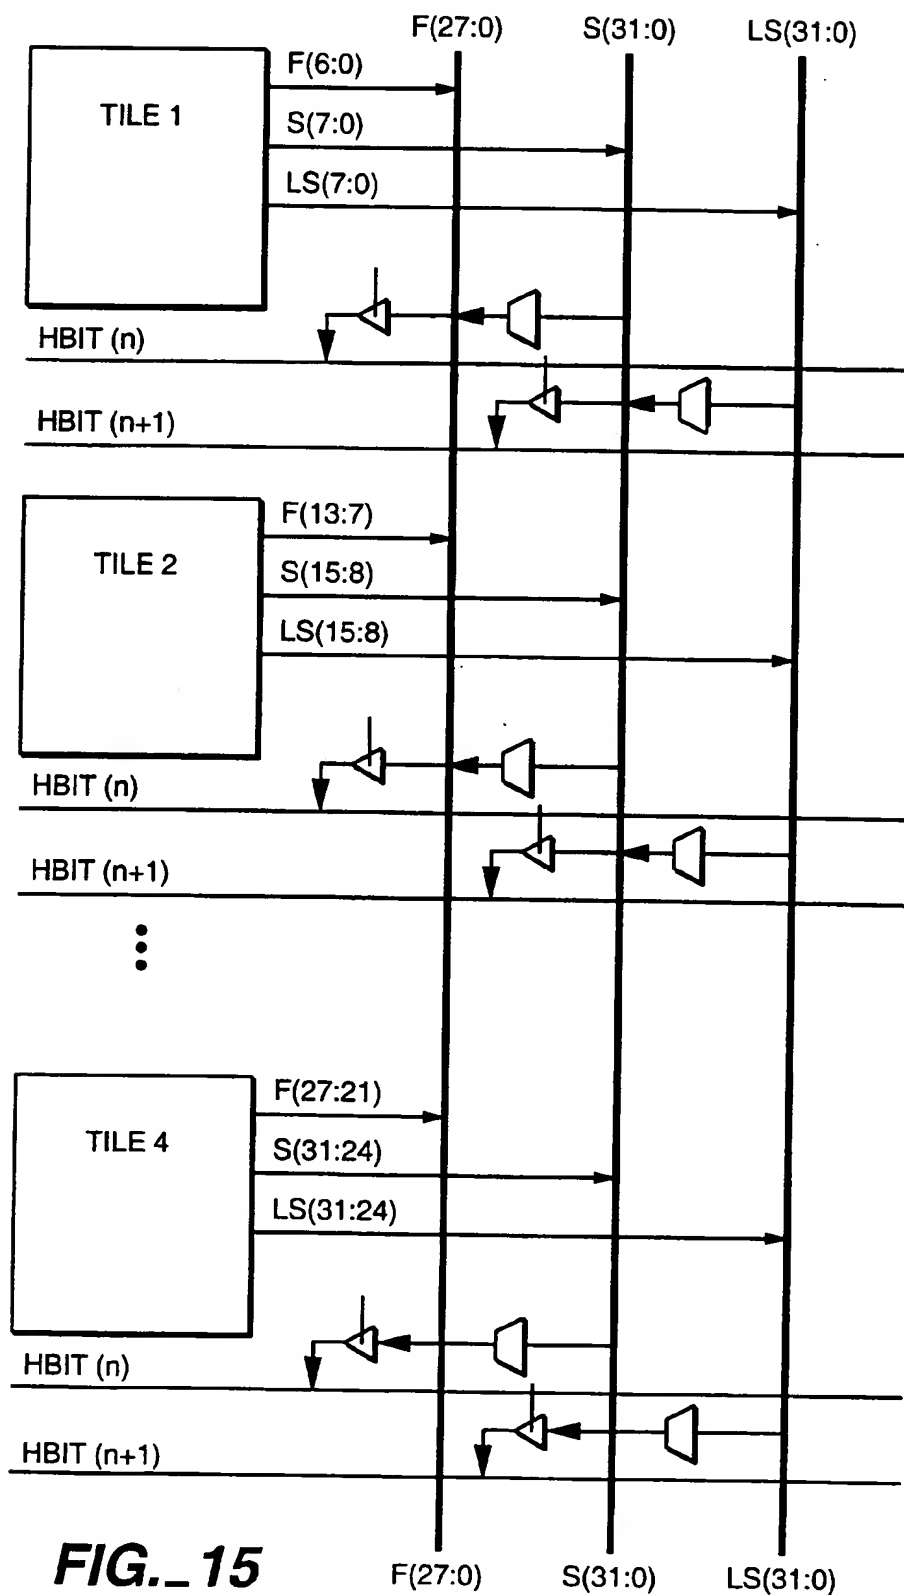 F(27:0) S(31:0) LS(31:0)
F(6:0)
TILE 1
S(7:0)
LS(7:0)
HBIT (n)
HBIT (n+1)
F(13:7)
TILE 2
S(15:8)
LS(15:8)
HBIT (n)
HBIT (n+1)
F(27:21)
TILE 4
S(31:24)
LS(31:24)
HBIT (n)
HBIT (n+1)
FIG._15
F(27:0) S(31:0) LS(31:0)